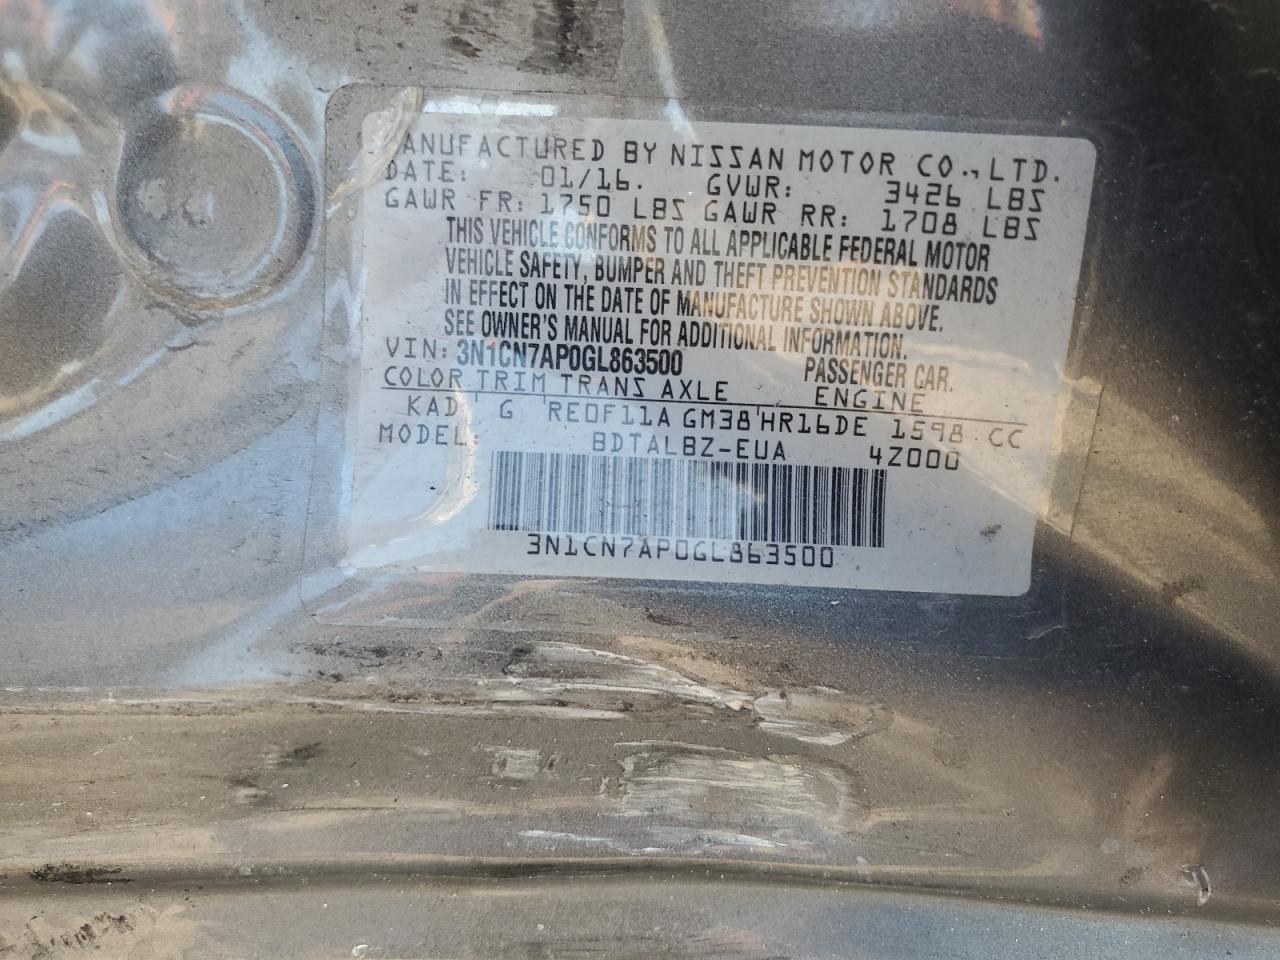 MANUFACTURED BY NISSAN MOTOR CO., LTD.
DATE: 01/16. GVWR: 3426 LBS
GAWR FR: 1750 LBS GAWR RR: 1708 LBS
THIS VEHICLE CONFORMS TO ALL APPLICABLE FEDERAL MOTOR
VEHICLE SAFETY, BUMPER AND THEFT PREVENTION STANDARDS
IN EFFECT ON THE DATE OF MANUFACTURE SHOWN ABOVE.
SEE OWNER'S MANUAL FOR ADDITIONAL INFORMATION.
VIN: 3N1CN7AP0GL863500 PASSENGER CAR.
COLOR TRIM TRANS AXLE ENGINE
KAD G RE0F11A GM38 HR16DE 1598 CC
MODEL: BDTALBZ-EUA 4Z000
3N1CN7AP0GL863500